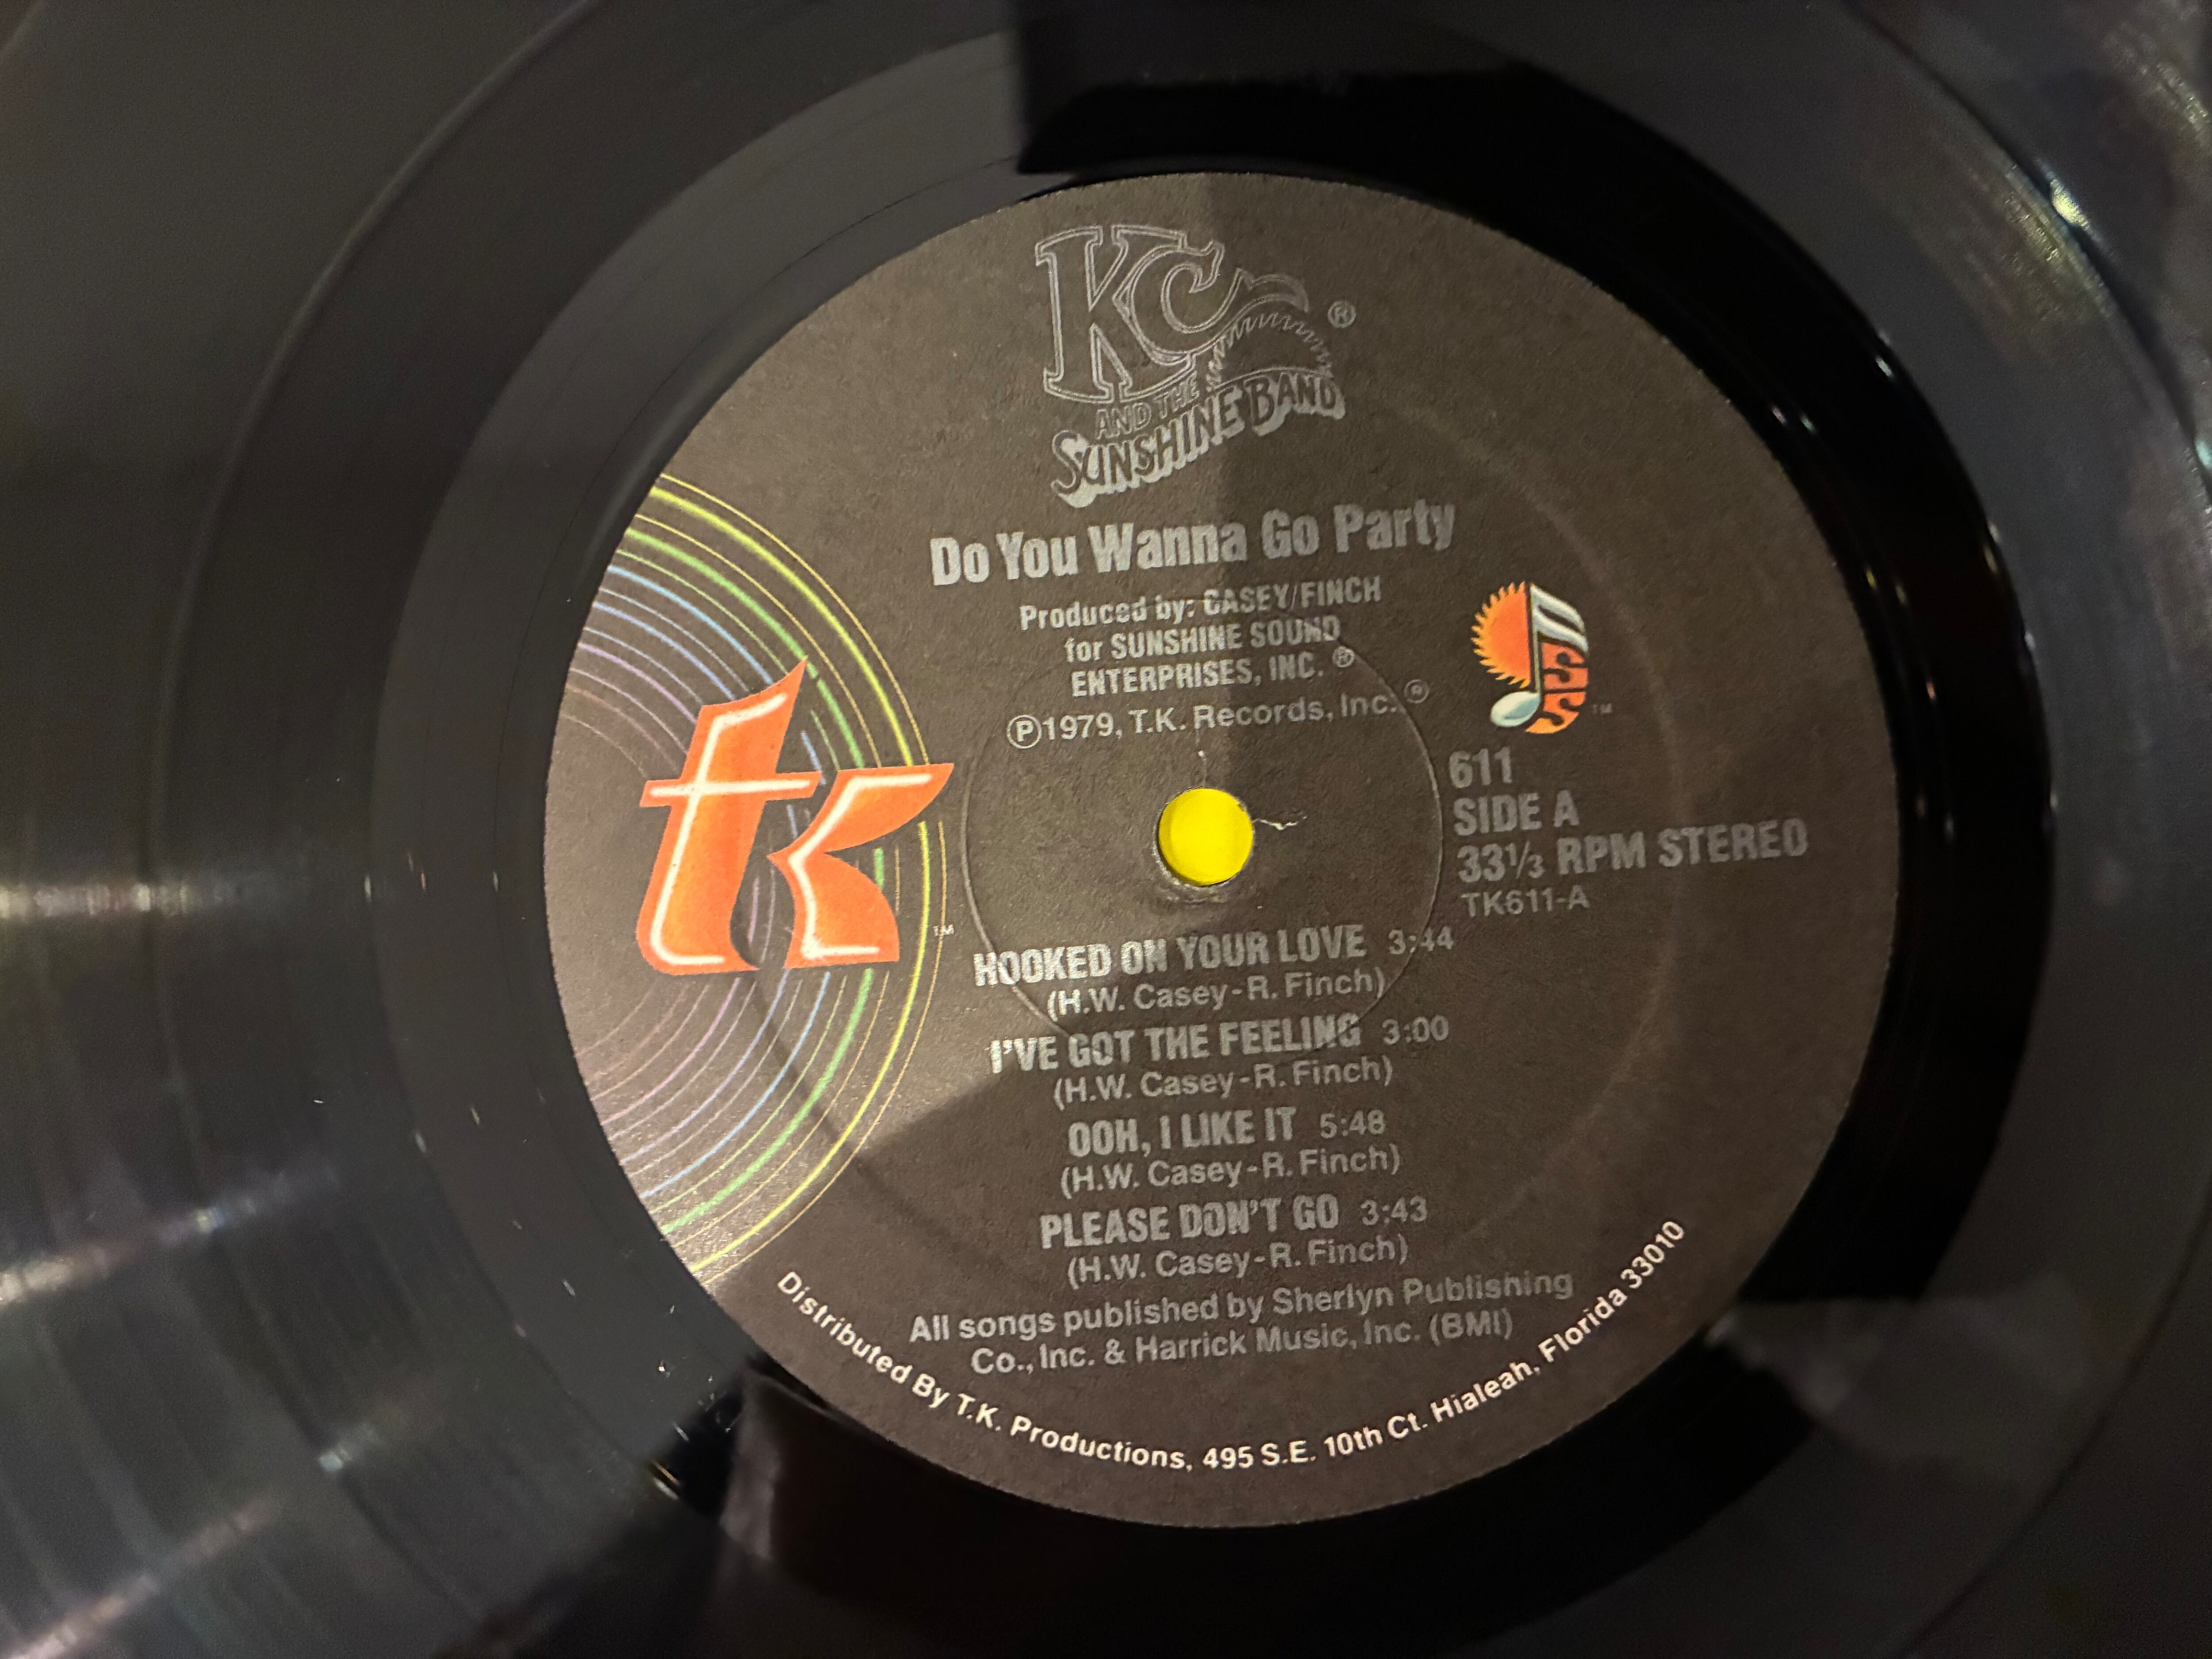 KC
AND THE
SUNSHINE BAND ®
Do You Wanna Go Party
Produced by: CASEY/FINCH
for SUNSHINE SOUND
ENTERPRISES, INC. ®
℗1979, T.K. Records, Inc. ®
tk TM
SS TM
611
SIDE A
33⅓ RPM STEREO
TK611-A
HOOKED ON YOUR LOVE 3:44
(H.W. Casey-R. Finch)
I'VE GOT THE FEELING 3:00
(H.W. Casey-R. Finch)
OOH, I LIKE IT 5:48
(H.W. Casey-R. Finch)
PLEASE DON'T GO 3:43
(H.W. Casey-R. Finch)
All songs published by Sherlyn Publishing
Co., Inc. & Harrick Music, Inc. (BMI)
Distributed By T.K. Productions, 495 S.E. 10th Ct. Hialeah, Florida 33010